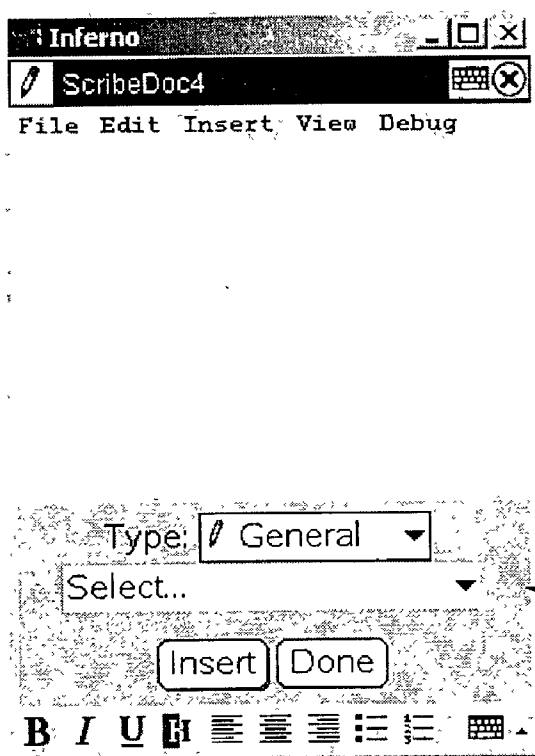 Inferno
ScribeDoc4
File Edit Insert View Debug
Type: General
Select...
Insert Done
B I U